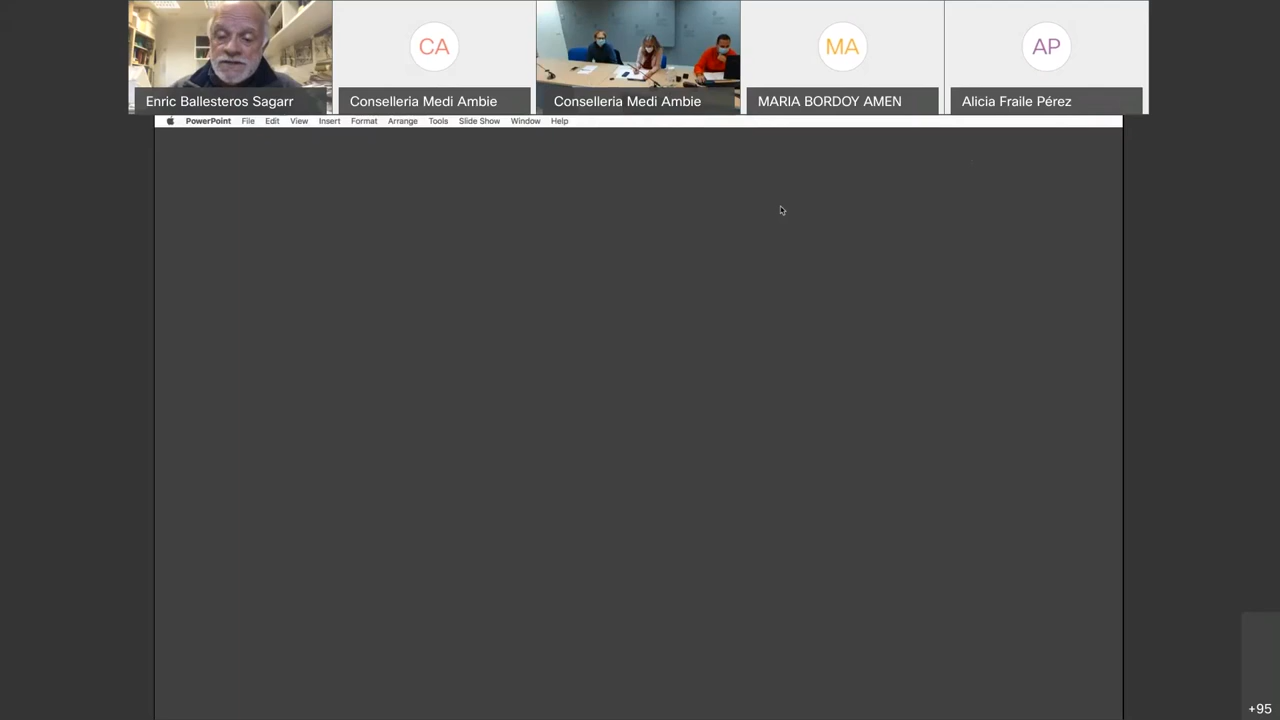 CA
MA
AP
Enric Ballesteros Sagarr
Conselleria Medi Ambie
Conselleria Medi Ambie
MARIA BORDOY AMEN
Alicia Fraile Pérez
PowerPoint File Edit View Insert Format Arrange Tools Slide Show Window Help
+95